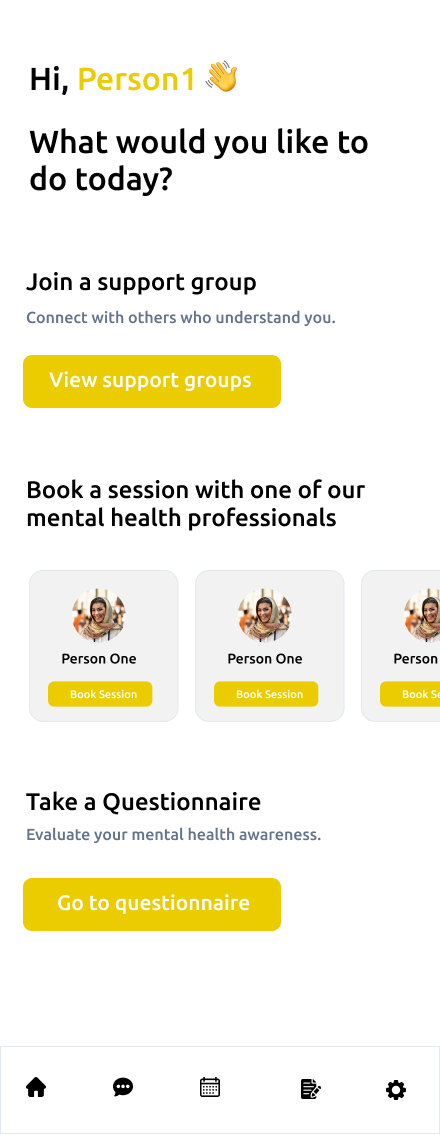 Hi, Person1 👋
What would you like to
do today?
Join a support group
Connect with others who understand you.
View support groups
Book a session with one of our
mental health professionals
Person One
Person One
Person
Book Session
Book Session
Book Se
Take a Questionnaire
Evaluate your mental health awareness.
Go to questionnaire